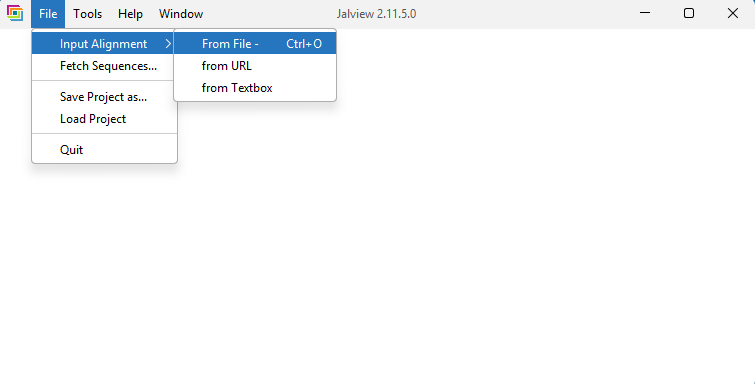 File Tools Help Window Jalview 2.11.5.0
Input Alignment
From File - Ctrl+O
Fetch Sequences...
from URL
from Textbox
Save Project as...
Load Project
Quit